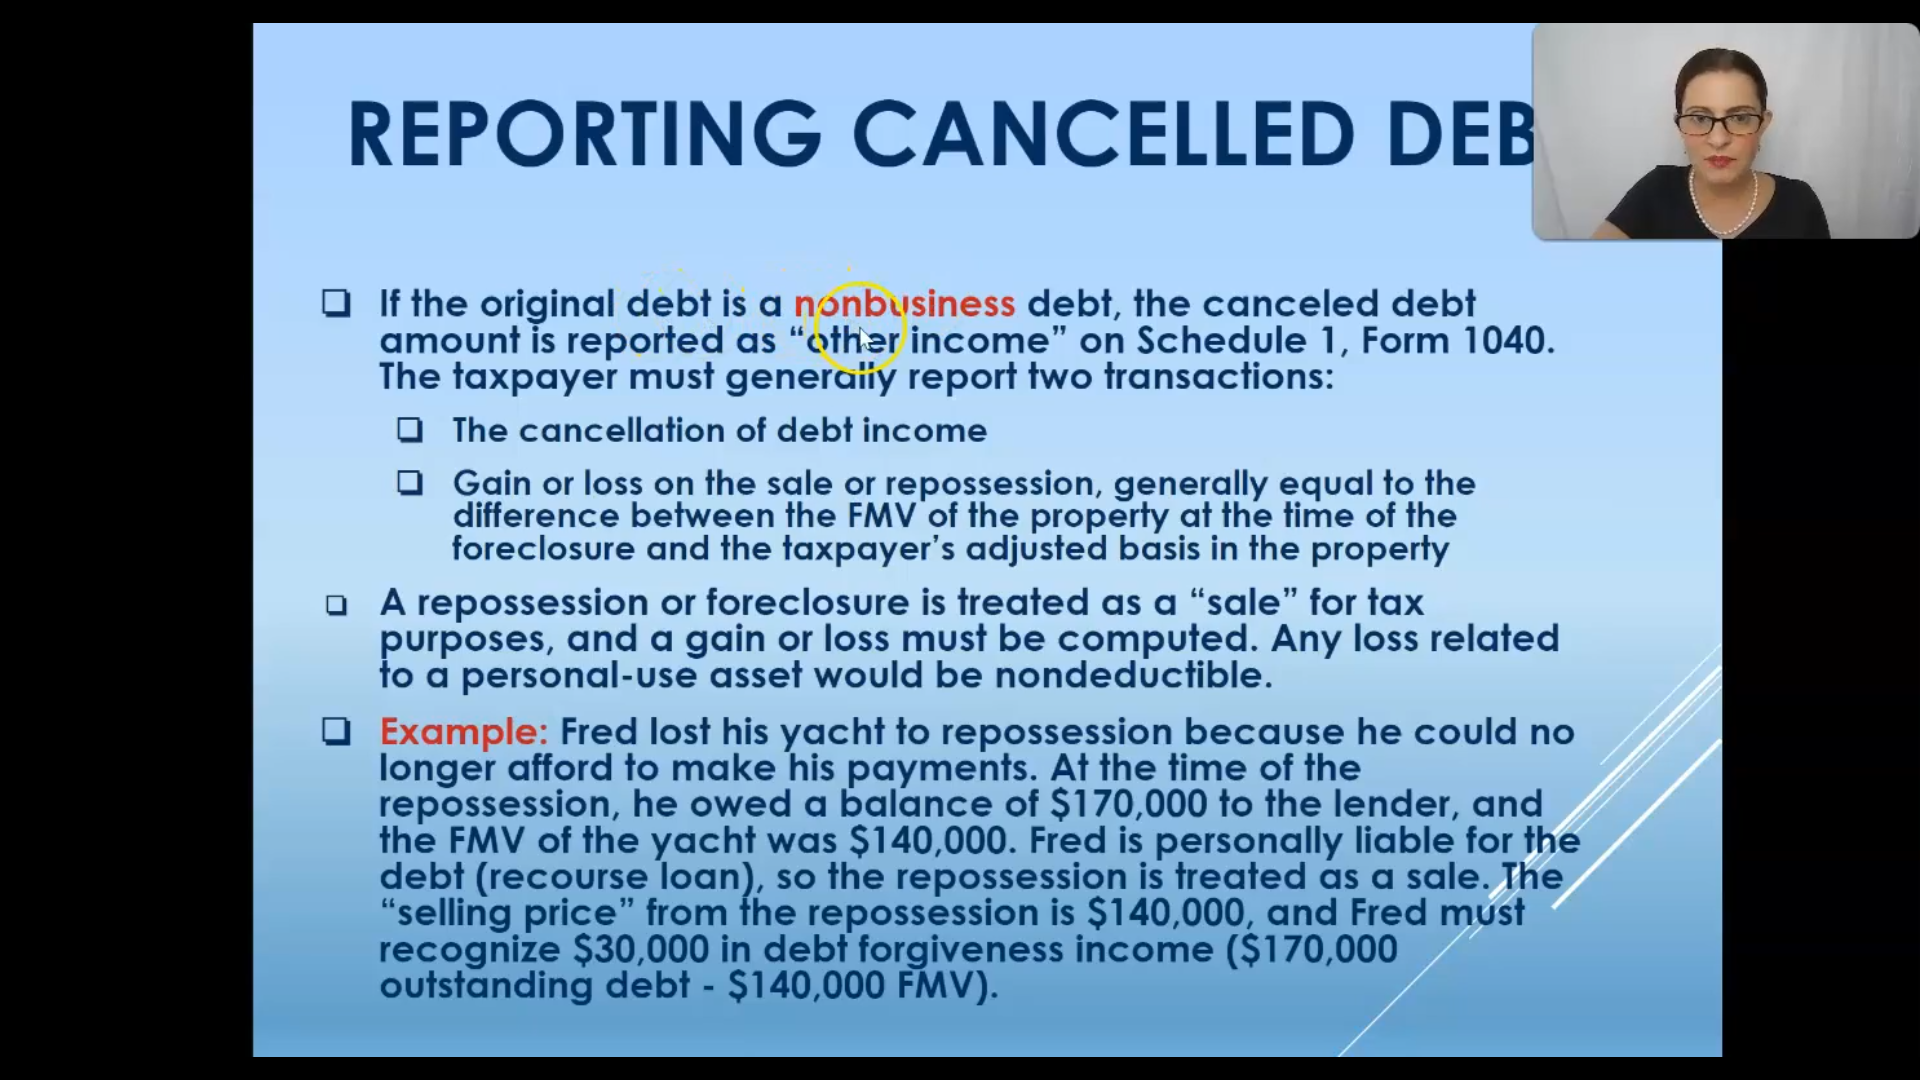 REPORTING CANCELLED DEB
If the original debt is a nonbusiness debt, the canceled debt
amount is reported as “other income” on Schedule 1, Form 1040.
The taxpayer must generally report two transactions:
The cancellation of debt income
Gain or loss on the sale or repossession, generally equal to the
difference between the FMV of the property at the time of the
foreclosure and the taxpayer’s adjusted basis in the property
A repossession or foreclosure is treated as a “sale” for tax
purposes, and a gain or loss must be computed. Any loss related
to a personal-use asset would be nondeductible.
Example: Fred lost his yacht to repossession because he could no
longer afford to make his payments. At the time of the
repossession, he owed a balance of $170,000 to the lender, and
the FMV of the yacht was $140,000. Fred is personally liable for the
debt (recourse loan), so the repossession is treated as a sale. The
“selling price” from the repossession is $140,000, and Fred must
recognize $30,000 in debt forgiveness income ($170,000
outstanding debt - $140,000 FMV).